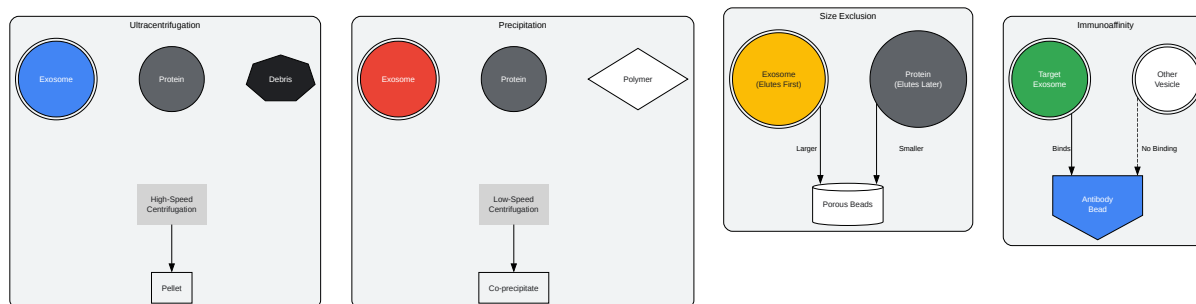 Ultracentrifugation
Exosome
Protein
Debris
High-Speed
Centrifugation
Pellet
Precipitation
Exosome
Protein
Polymer
Low-Speed
Centrifugation
Co-precipitate
Size Exclusion
Exosome
(Elutes First)
Protein
(Elutes Later)
Larger
Smaller
Porous Beads
Immunoaffinity
Target
Exosome
Other
Vesicle
Binds
No Binding
Antibody
Bead